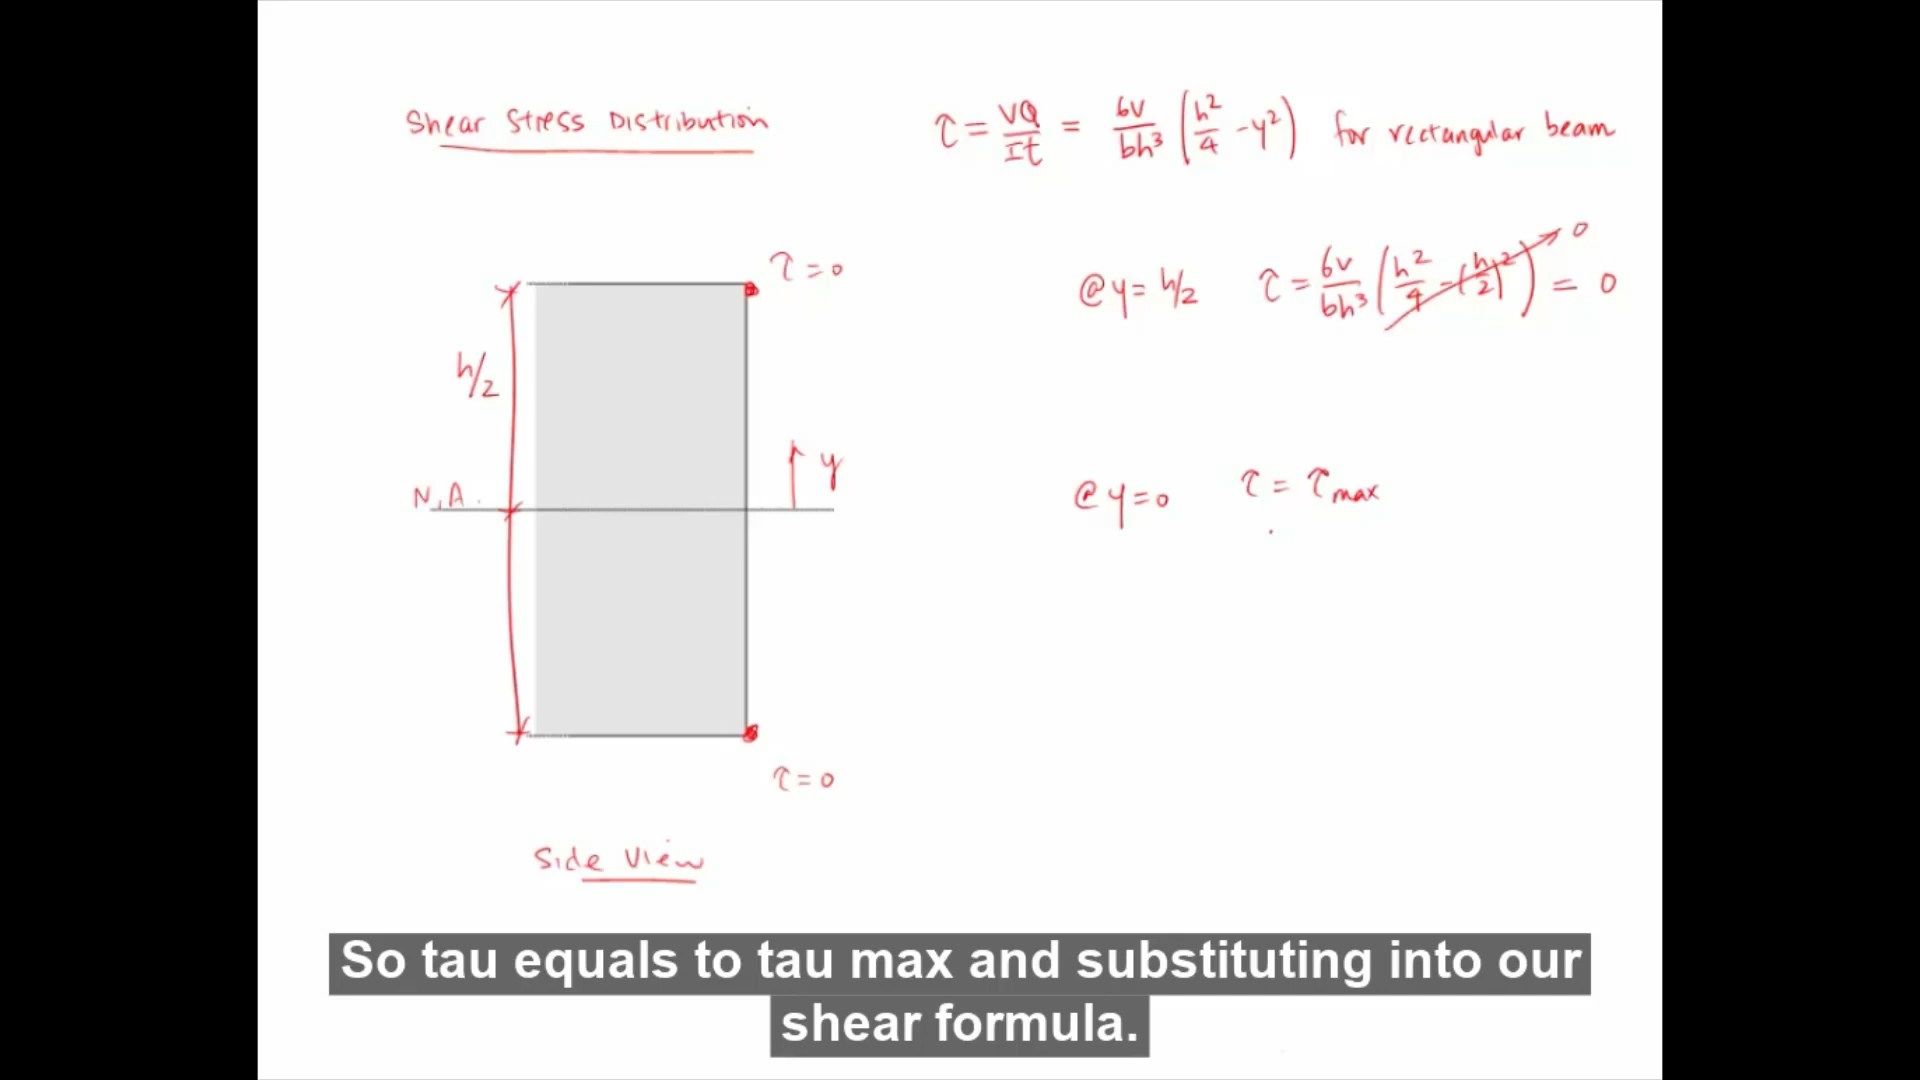 Shear Stress Distribution
τ = VQ/It = 6V/bh³ (h²/4 - y²) for rectangular beam
τ = 0
@ y = h/2 τ = 6V/bh³ (h²/4 - (h/2)²) = 0
0
h/2
y
N.A.
@ y = 0 τ = τmax
τ = 0
Side View
So tau equals to tau max and substituting into our
shear formula.